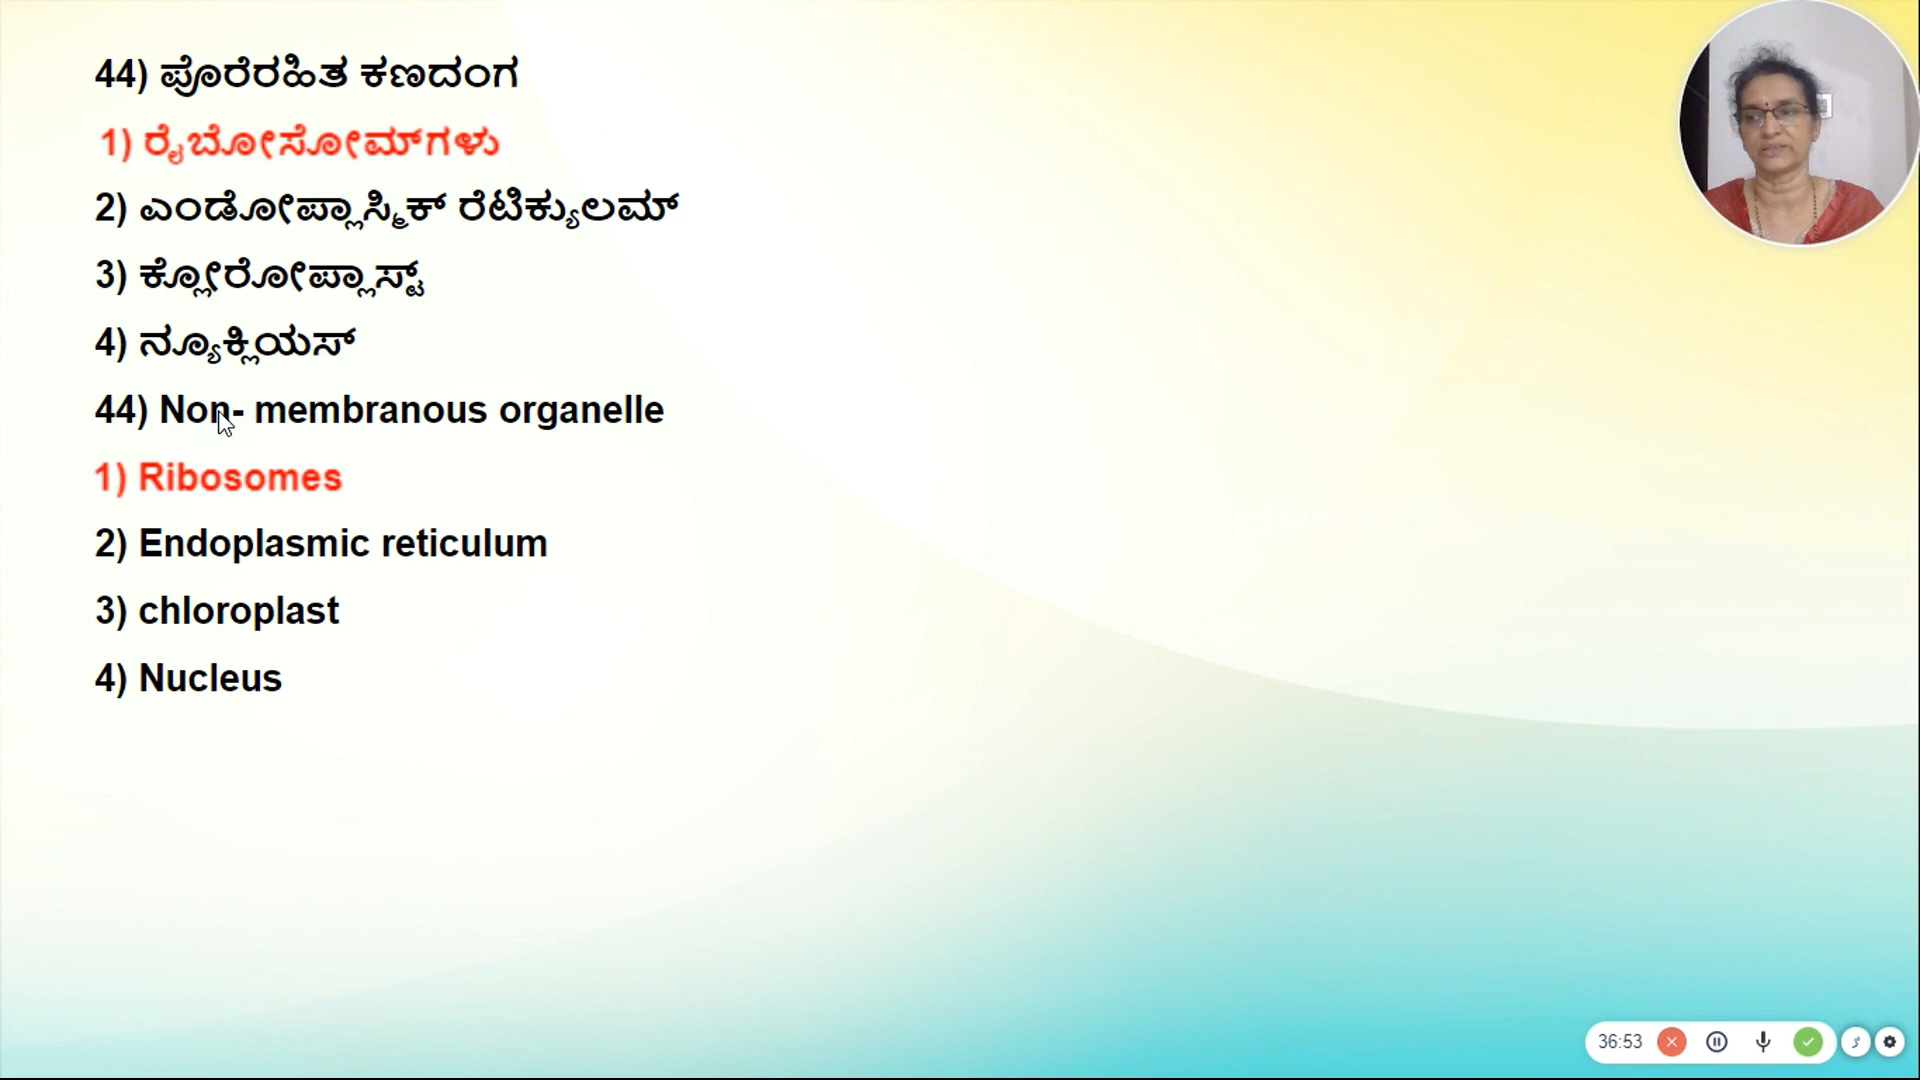 44) ಪೊರೆರಹಿತ ಕಣದಂಗ
1) ರೈಬೋಸೋಮ್‌ಗಳು
2) ಎಂಡೋಪ್ಲಾಸ್ಮಿಕ್ ರೆಟಿಕ್ಯುಲಮ್
3) ಕ್ಲೋರೋಪ್ಲಾಸ್ಟ್
4) ನ್ಯೂಕ್ಲಿಯಸ್
44) Non- membranous organelle
1) Ribosomes
2) Endoplasmic reticulum
3) chloroplast
4) Nucleus
36:53